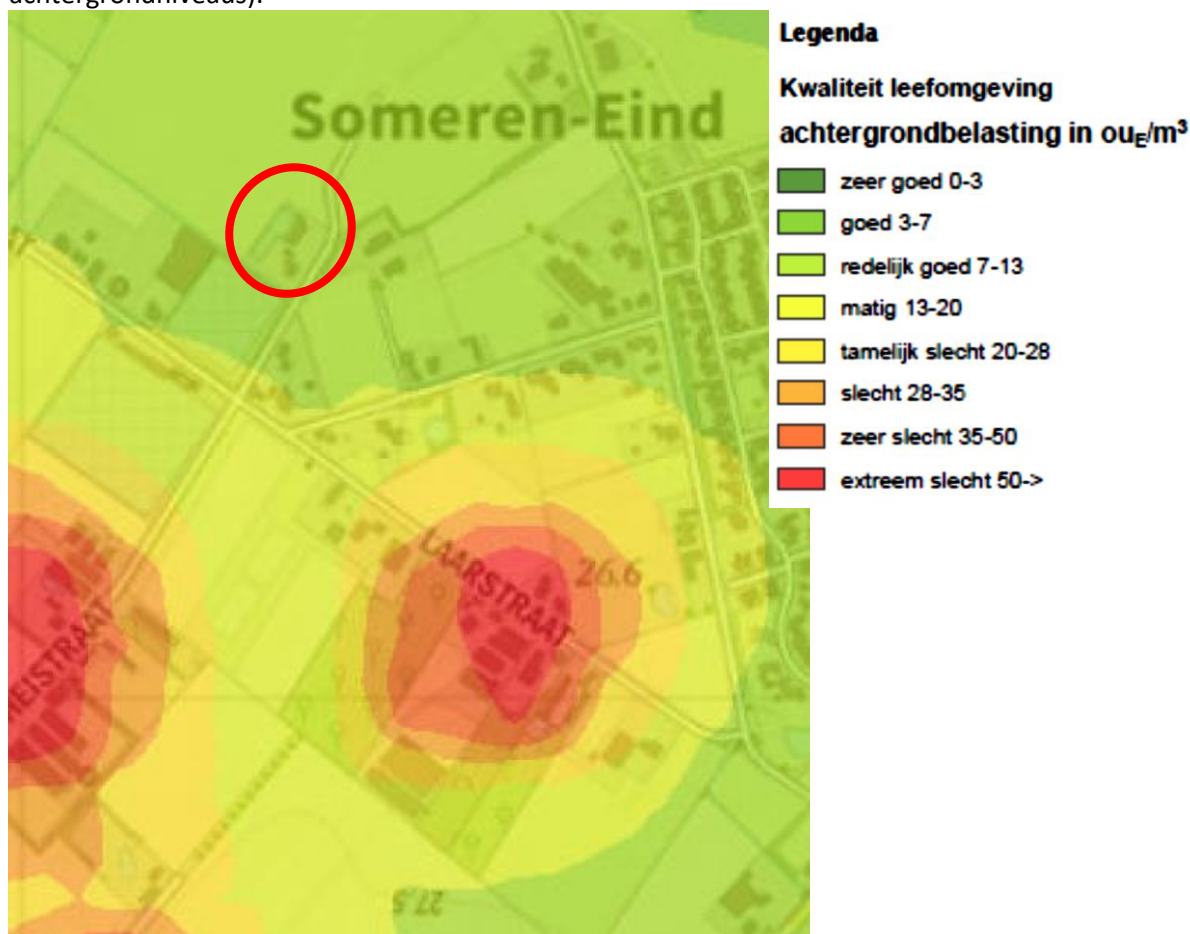 achtergrondniveaus).
Legenda
Kwaliteit leefomgeving
achtergrondbelasting in ouE/m³
zeer goed 0-3
goed 3-7
redelijk goed 7-13
matig 13-20
tamelijk slecht 20-28
slecht 28-35
zeer slecht 35-50
extreem slecht 50->
Someren-Eind
LAARSTRAAT
26.6
EISTRAAT
27.5